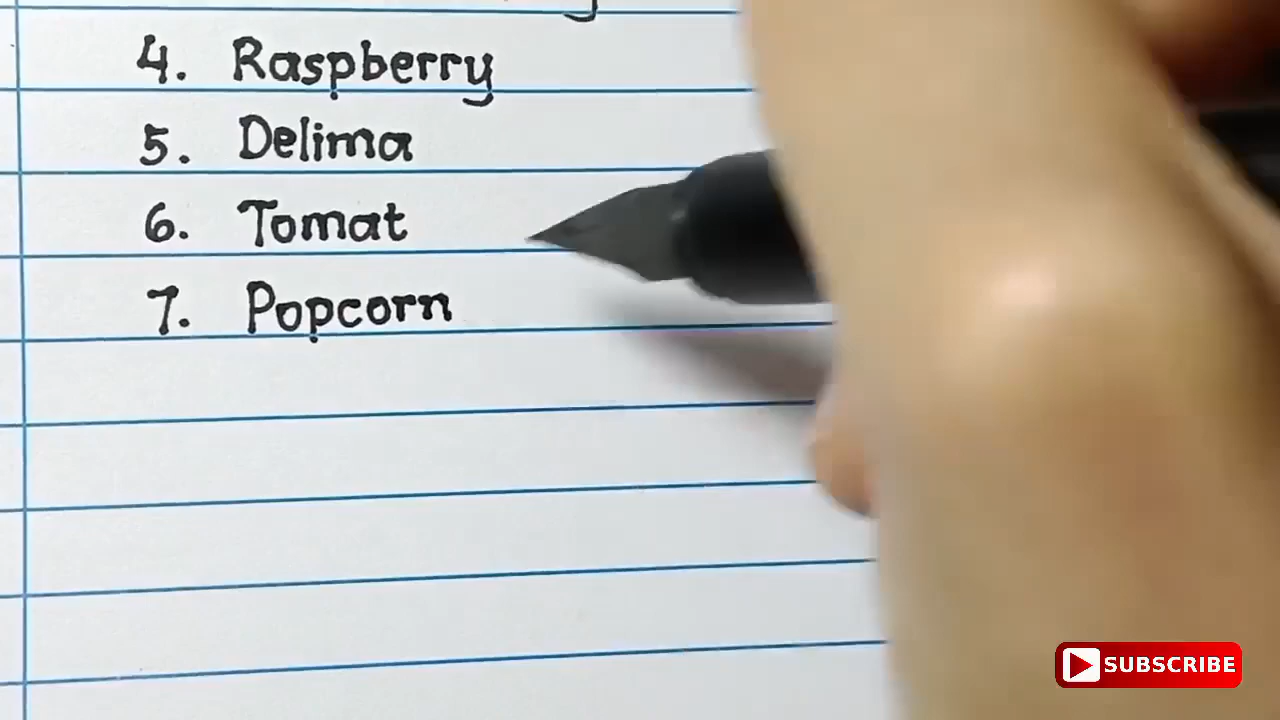 4. Raspberry
5. Delima
6. Tomat
7. Popcorn
SUBSCRIBE